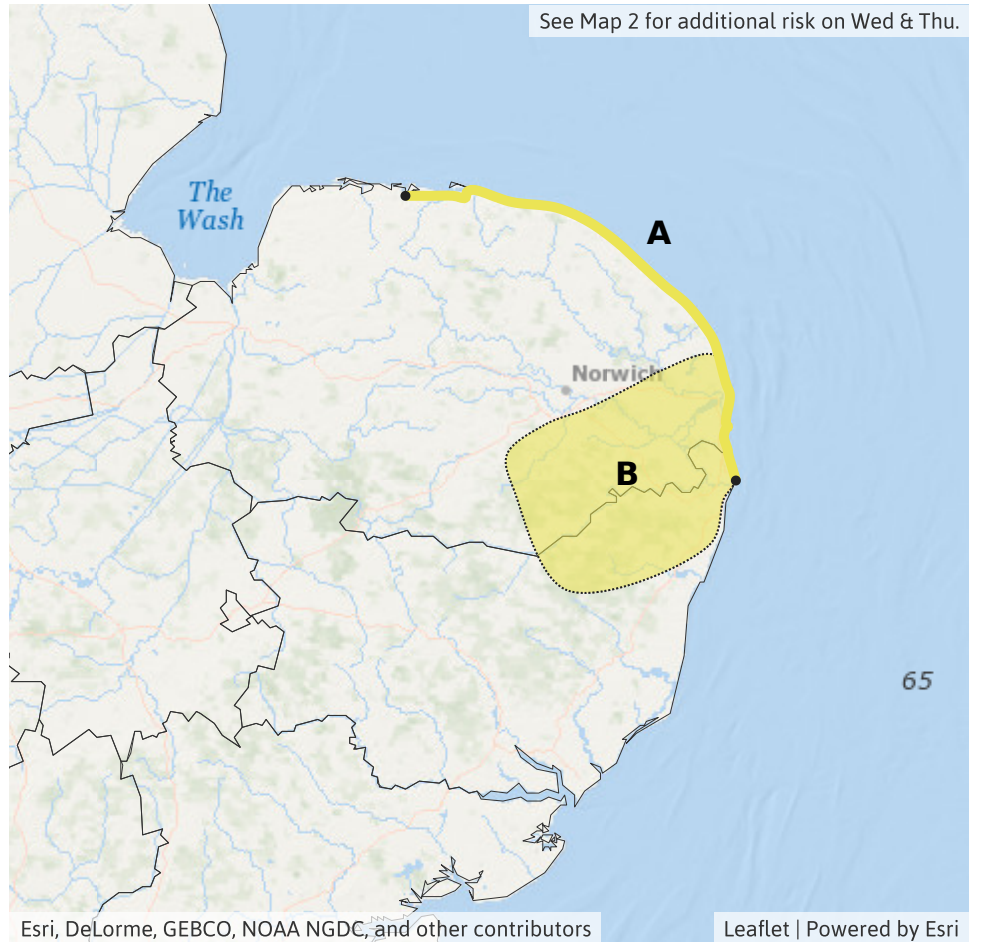 See Map 2 for additional risk on Wed & Thu.
The
Wash
A
Norwich
B
65
Esri, DeLorme, GEBCO, NOAA NGDC, and other contributors
Leaflet | Powered by Esri